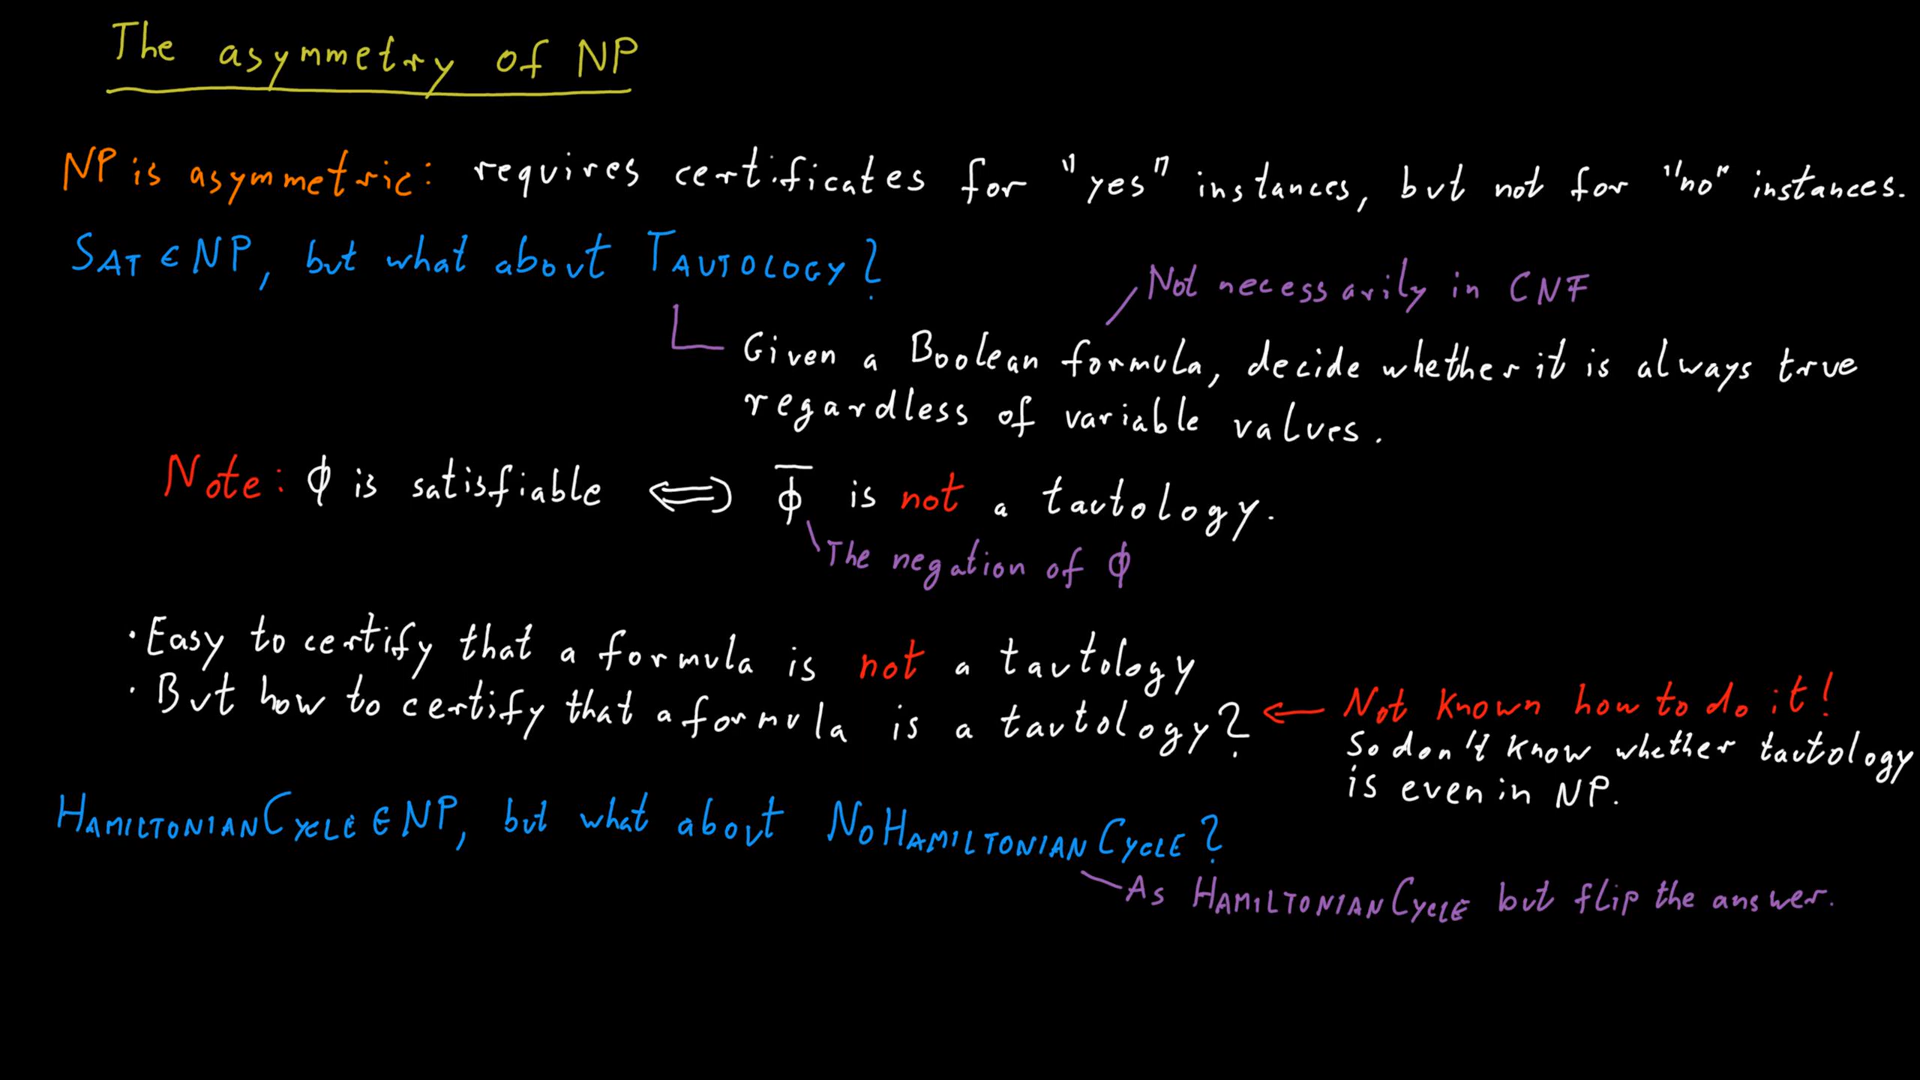 The asymmetry of NP
NP is asymmetric: requires certificates for "yes" instances, but not for "no" instances.
SAT ∈ NP, but what about TAUTOLOGY?
Not necessarily in CNF
Given a Boolean formula, decide whether it is always true
regardless of variable values.
Note: ϕ is satisfiable ⟺ ϕ̅ is not a tautology.
The negation of ϕ
· Easy to certify that a formula is not a tautology
· But how to certify that a formula is a tautology? ← Not known how to do it!
So don't know whether tautology
is even in NP.
HAMILTONIANCYCLE ∈ NP, but what about NOHAMILTONIANCYCLE?
As HAMILTONIANCYCLE but flip the answer.